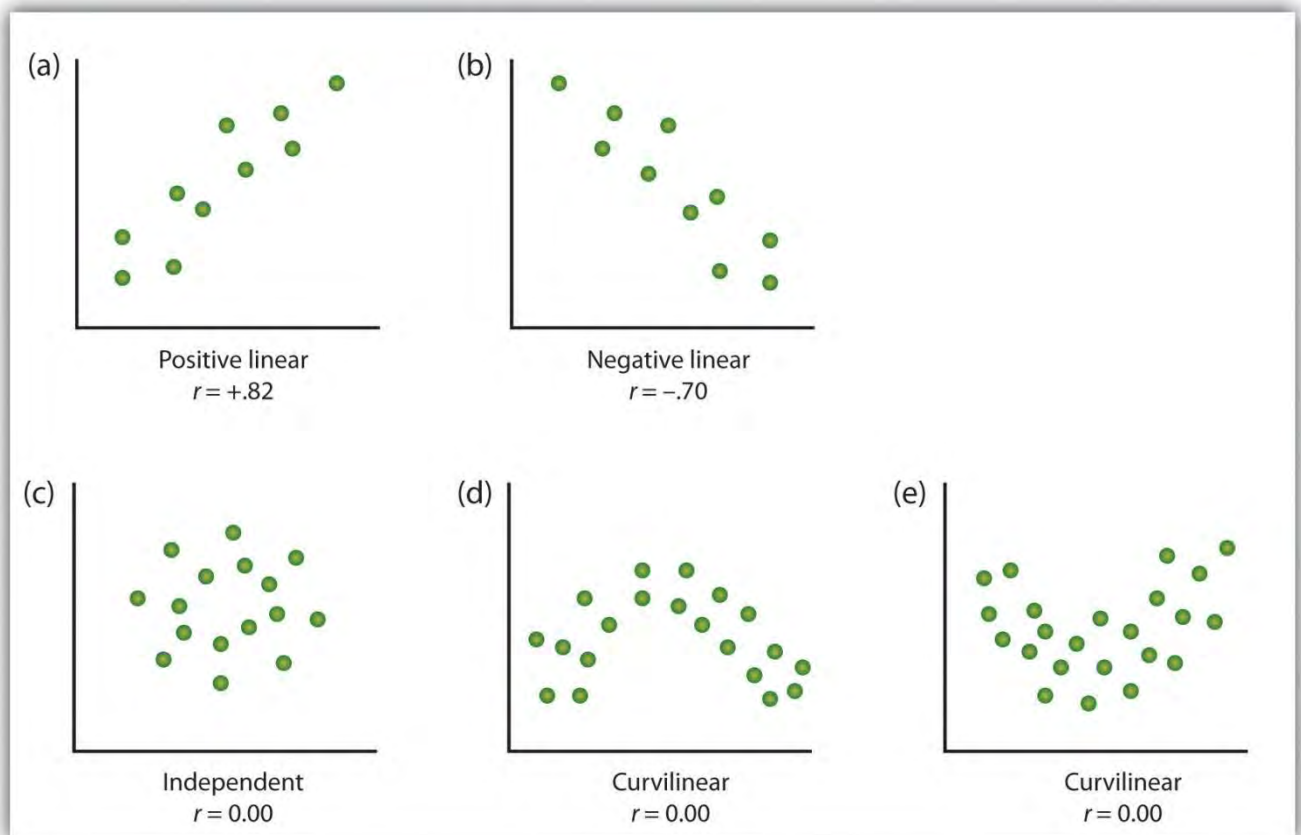 (a)
Positive linear
r = +.82
(b)
Negative linear
r = –.70
(c)
Independent
r = 0.00
(d)
Curvilinear
r = 0.00
(e)
Curvilinear
r = 0.00